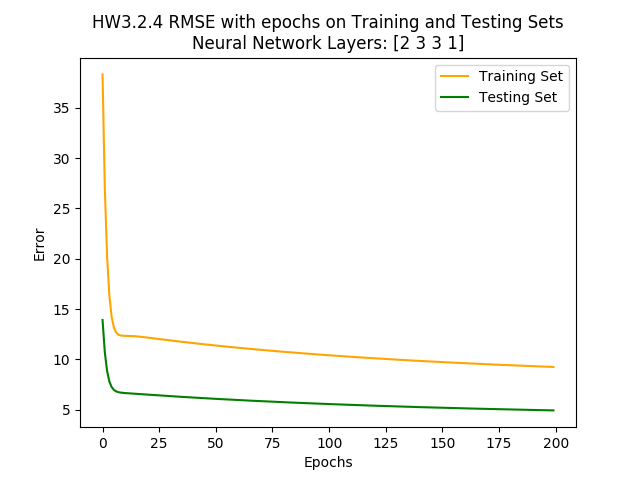 HW3.2.4 RMSE with epochs on Training and Testing Sets
Neural Network Layers: [2 3 3 1]
Training Set
Testing Set
35
30
25
20
15
10
5
Error
0 25 50 75 100 125 150 175 200
Epochs